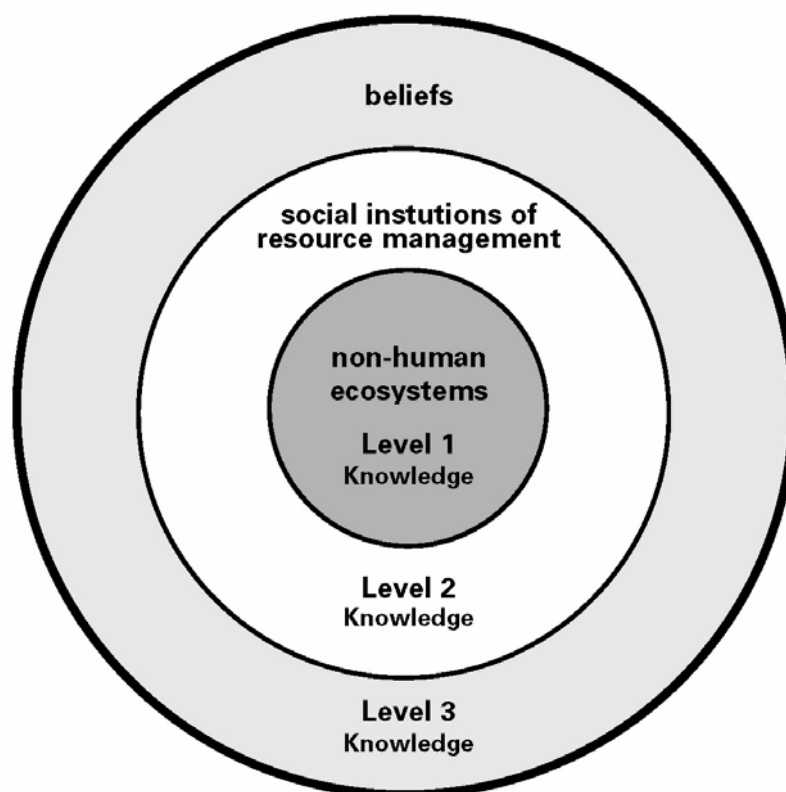 beliefs
social instutions of
resource management
non-human
ecosystems
Level 1
Knowledge
Level 2
Knowledge
Level 3
Knowledge